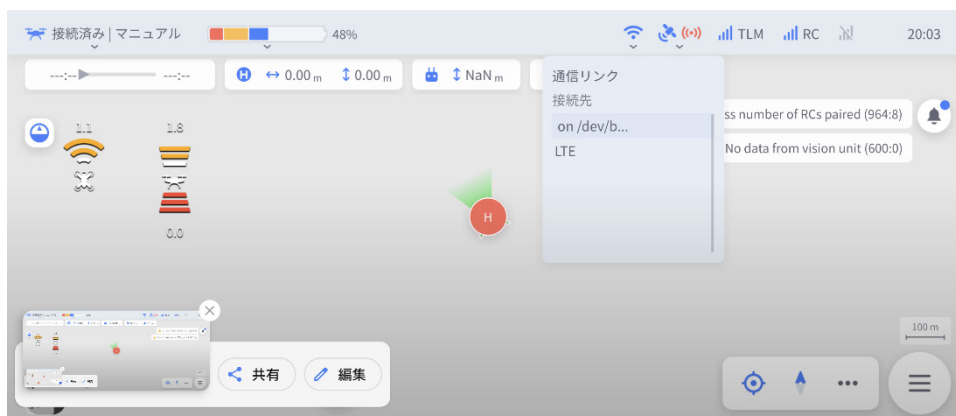 接続済み | マニュアル
48%
TLM
RC
20:03
---:--
---:--
H ↔ 0.00 m ↕ 0.00 m
↕ NaN m
通信リンク
接続先
on /dev/b...
LTE
ss number of RCs paired (964:8)
No data from vision unit (600:0)
1.1
1.8
0.0
H
100 m
共有
編集